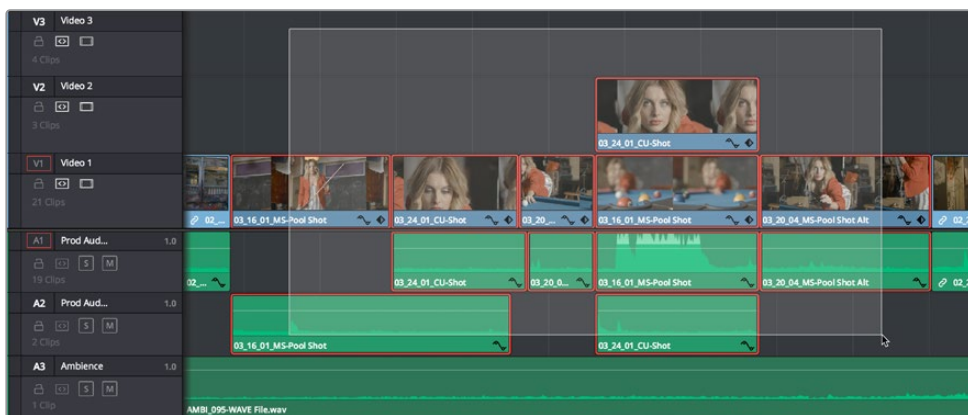 V3 Video 3
4 Clips
V2 Video 2
3 Clips
03_24_01_CU-Shot
V1 Video 1
21 Clips
02_... 03_16_01_MS-Pool Shot 03_24_01_CU-Shot 03_20_... 03_16_01_MS-Pool Shot 03_20_04_MS-Pool Shot Alt 02_
A1 Prod Aud... 1.0
S M
19 Clips
02_... 03_24_01_CU-Shot 03_20_0... 03_16_01_MS-Pool Shot 03_20_04_MS-Pool Shot Alt 02_
A2 Prod Aud... 1.0
S M
2 Clips
03_16_01_MS-Pool Shot 03_24_01_CU-Shot
A3 Ambience 1.0
S M
1 Clip
AMBI_095-WAVE File.wav